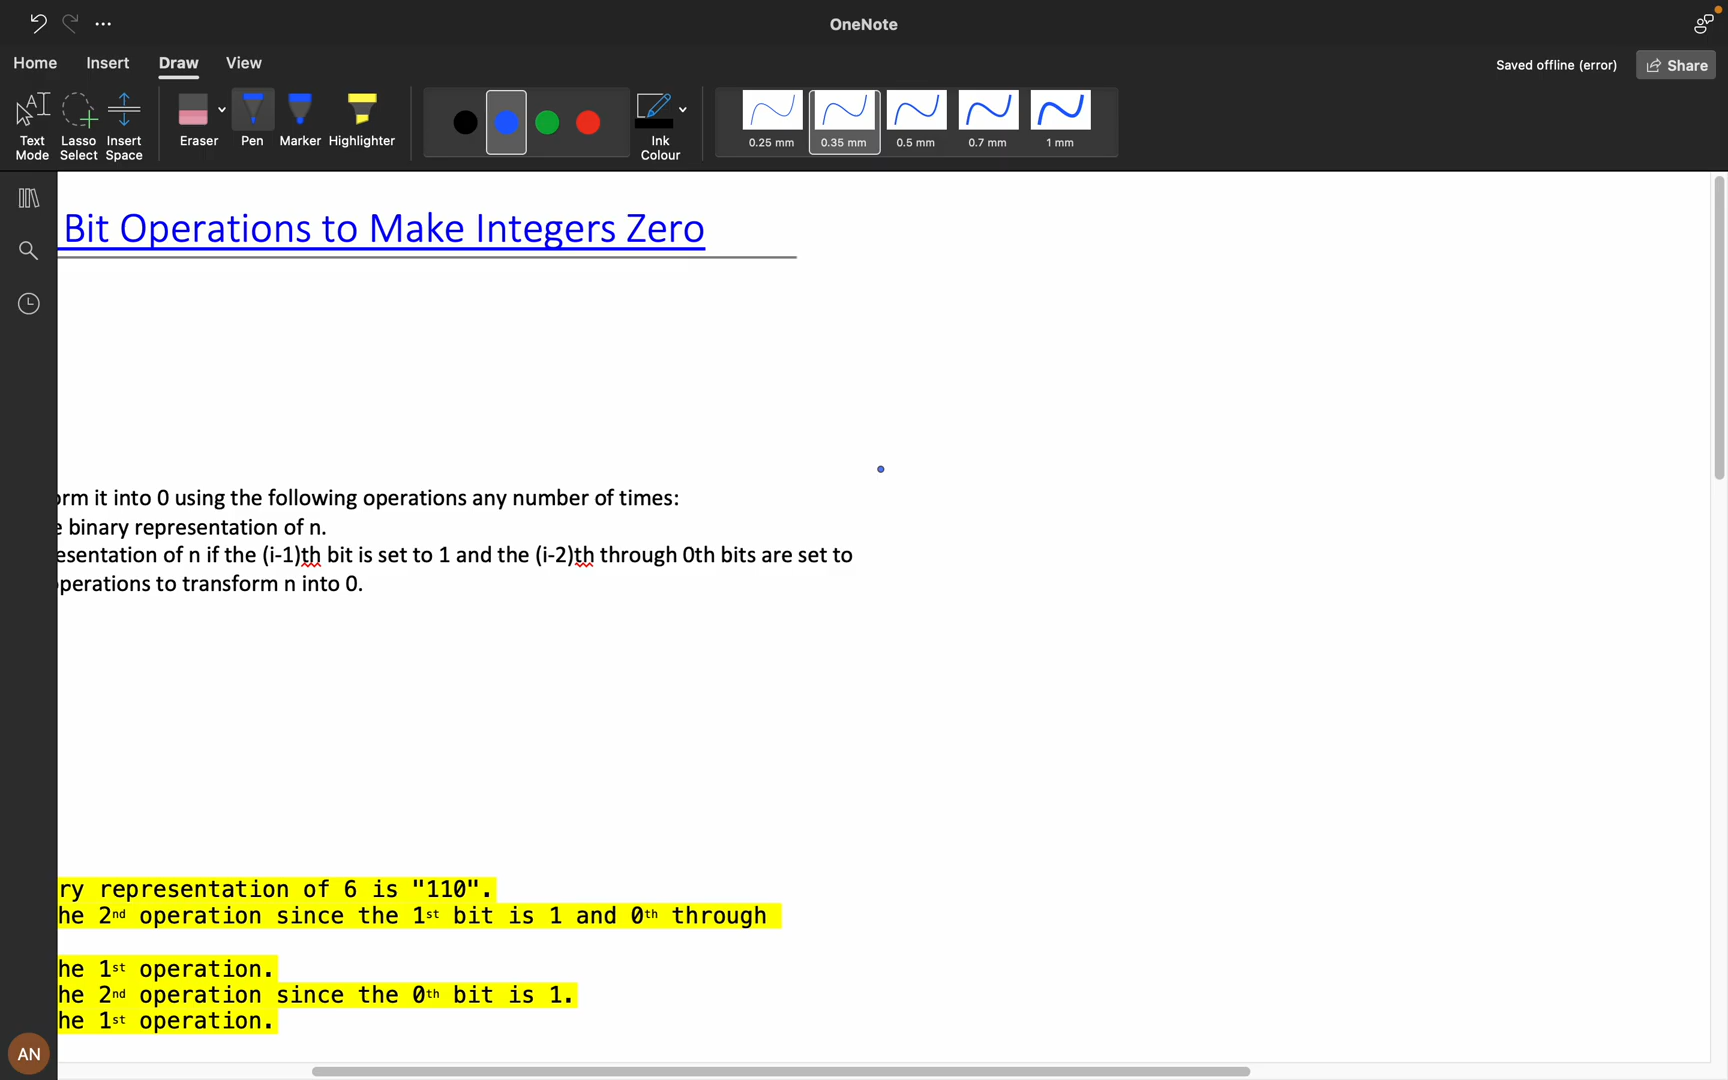 OneNote
Home Insert Draw View
Saved offline (error) Share
Text Mode
Lasso Select
Insert Space
Eraser
Pen
Marker
Highlighter
Ink Colour
0.25 mm
0.35 mm
0.5 mm
0.7 mm
1 mm
Bit Operations to Make Integers Zero
orm it into 0 using the following operations any number of times:
e binary representation of n.
esentation of n if the (i-1)th bit is set to 1 and the (i-2)th through 0th bits are set to
perations to transform n into 0.
ry representation of 6 is "110".
he 2nd operation since the 1st bit is 1 and 0th through
he 1st operation.
he 2nd operation since the 0th bit is 1.
he 1st operation.
AN